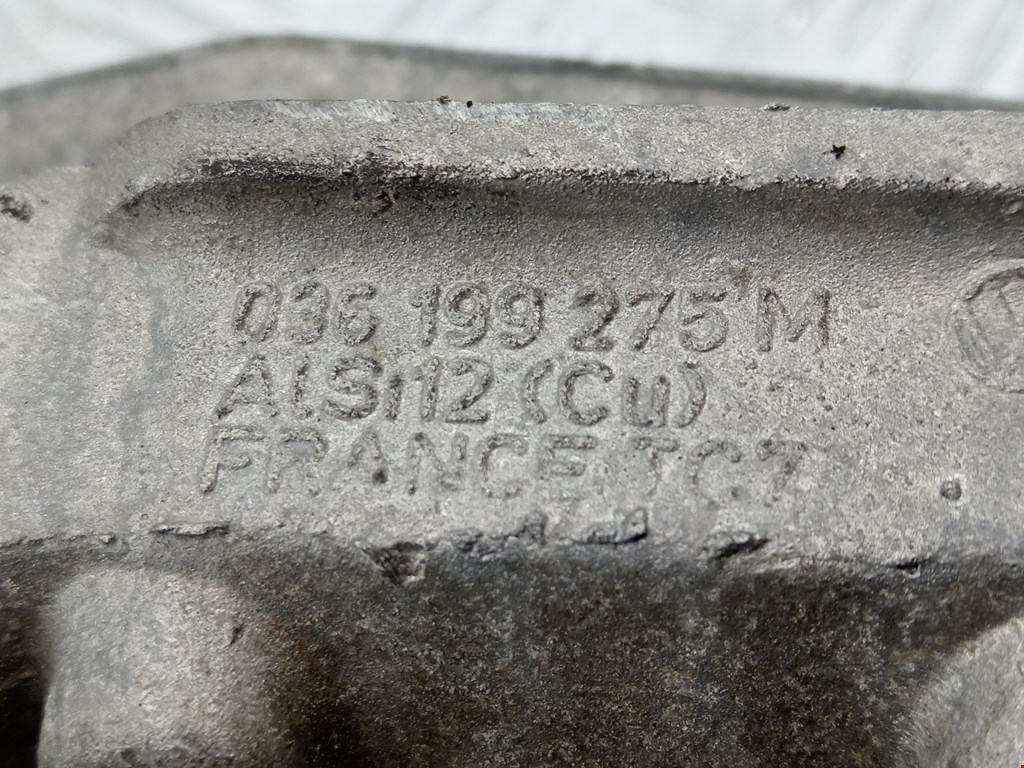 036 199 275 M
AlSi12 (Cu)
FRANCE TC7